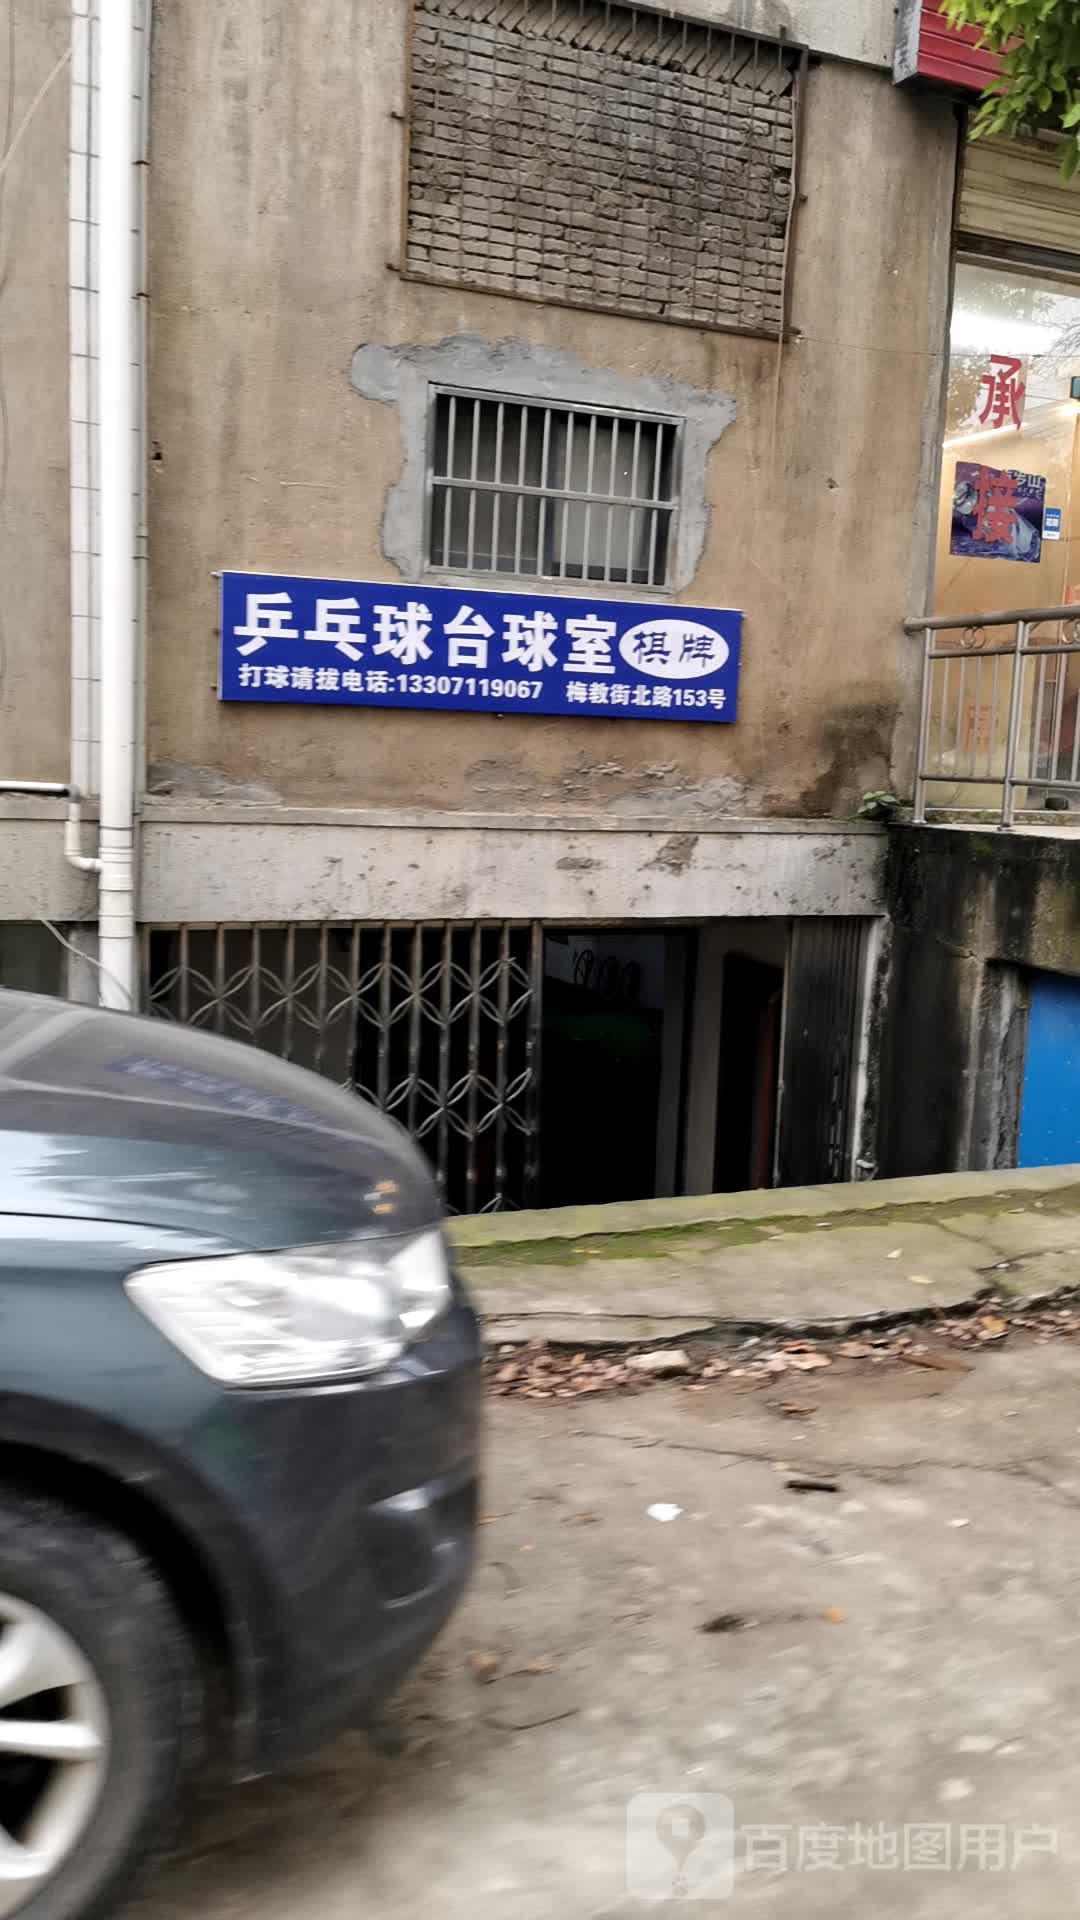 乒乓球台球室 棋牌
打球请拔电话:13307119067 梅教街北路153号
承
接
百度地图用户